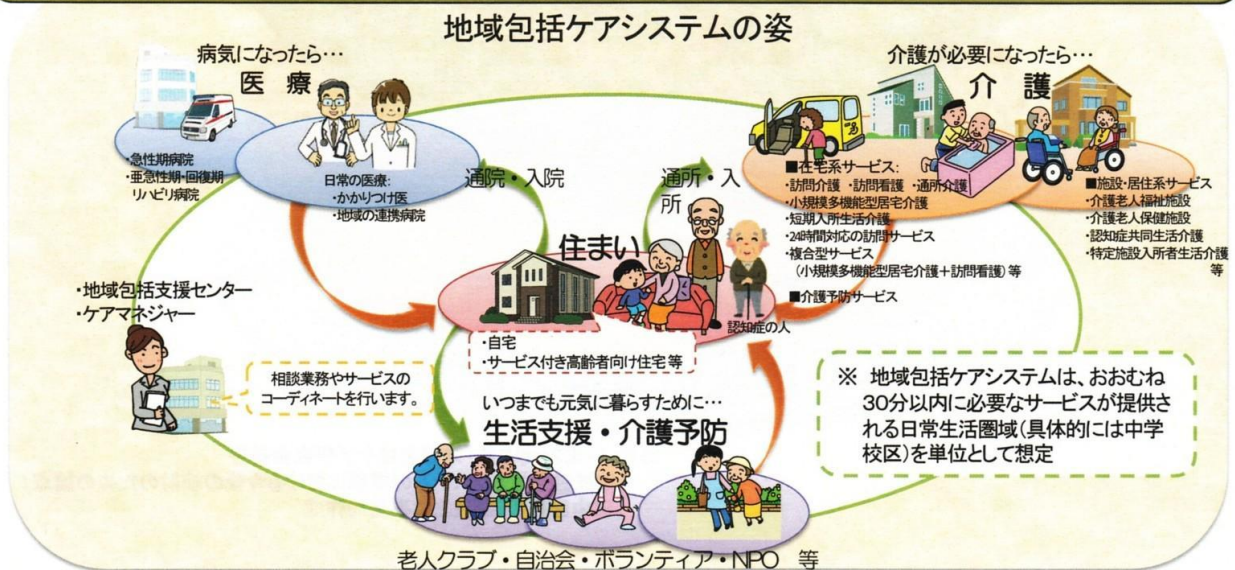 地域包括ケアシステムの姿
病気になったら…
医 療
・急性期病院
・亜急性期・回復期
リハビリ病院
日常の医療:
・かかりつけ医
・地域の連携病院
通院・入院
通所・入
所
介護が必要になったら…
介 護
■在宅系サービス:
・訪問介護 ・訪問看護 ・通所介護
・小規模多機能型居宅介護
・短期入所生活介護
・24時間対応の訪問サービス
・複合型サービス
(小規模多機能型居宅介護+訪問看護)等
■介護予防サービス
■施設・居住系サービス
・介護老人福祉施設
・介護老人保健施設
・認知症共同生活介護
・特定施設入所者生活介護
等
住まい
認知症の人
・自宅
・サービス付き高齢者向け住宅 等
・地域包括支援センター
・ケアマネジャー
相談業務やサービスの
コーディネートを行います。
いつまでも元気に暮らすために…
生活支援・介護予防
老人クラブ・自治会・ボランティア・NPO 等
※ 地域包括ケアシステムは、おおむね
30分以内に必要なサービスが提供さ
れる日常生活圏域(具体的には中学
校区)を単位として想定